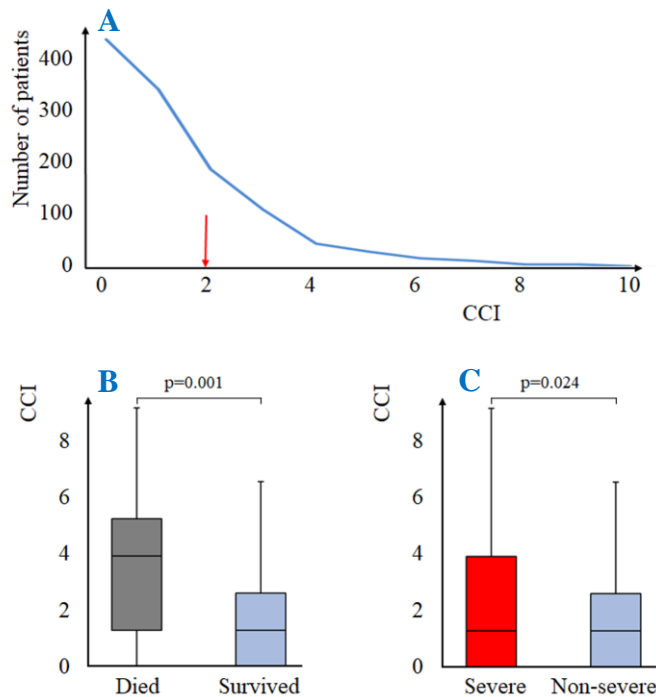 A
Number of patients
400
300
200
100
0
0 2 4 6 8 10
CCI
B
p=0.001
CCI
8
6
4
2
0
Died Survived
C
p=0.024
CCI
8
6
4
2
0
Severe Non-severe